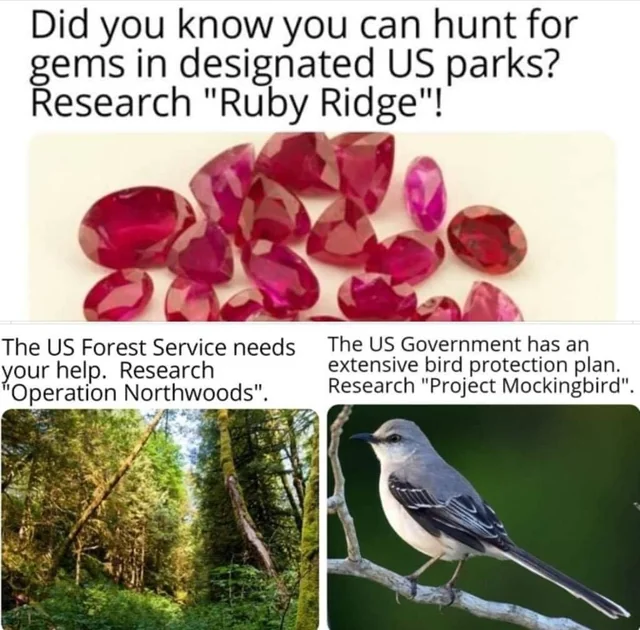 Did you know you can hunt for
gems in designated US parks?
Research "Ruby Ridge"!
The US Forest Service needs
your help.  Research
"Operation Northwoods".
The US Government has an
extensive bird protection plan.
Research "Project Mockingbird".